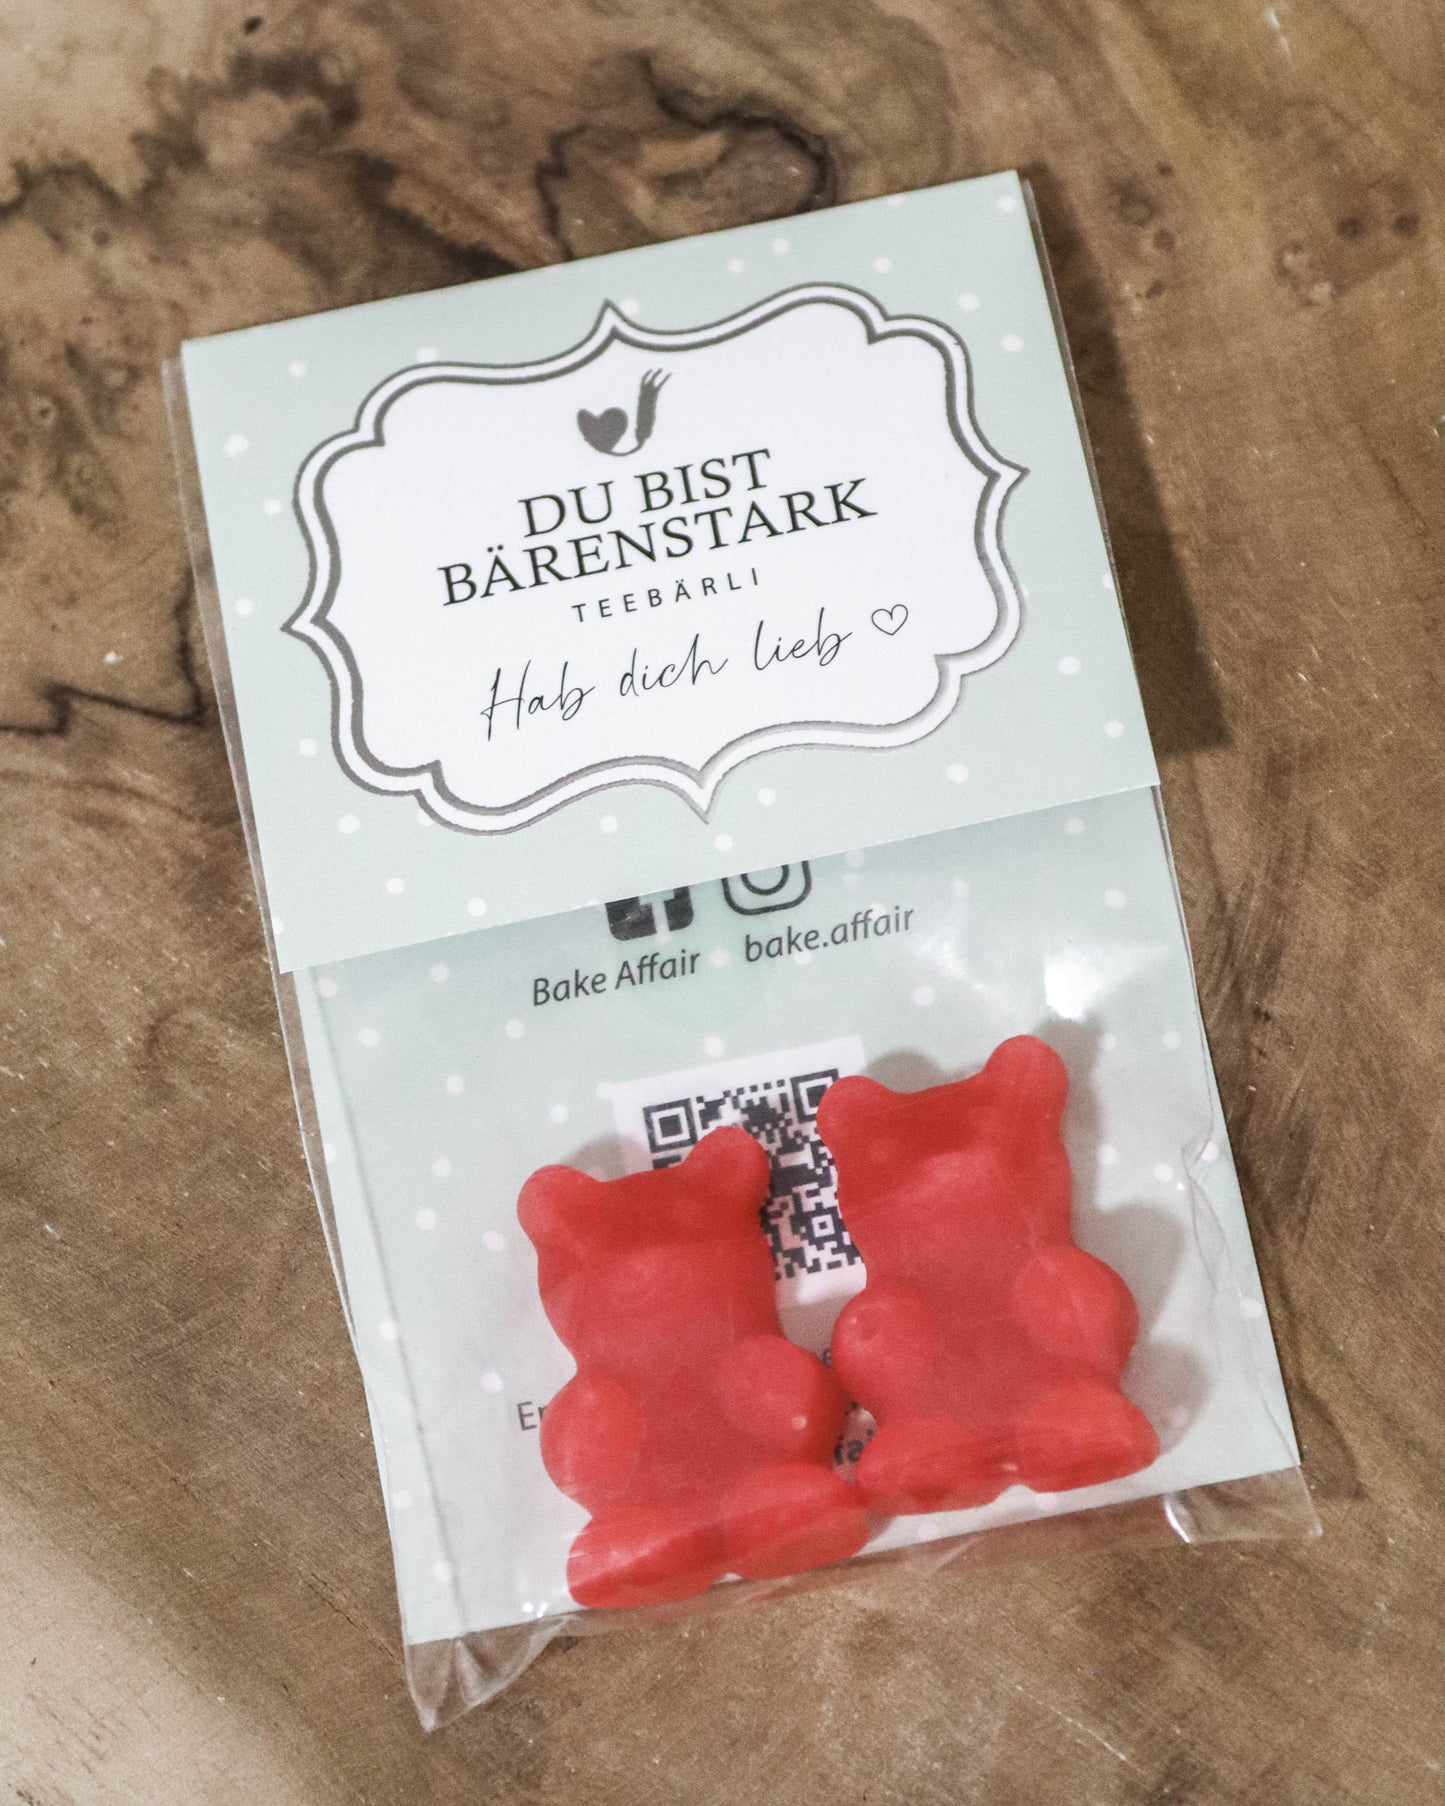 DU BIST
BÄRENSTARK
TEEBÄRLI
Hab dich lieb ♡
Bake Affair bake.affair